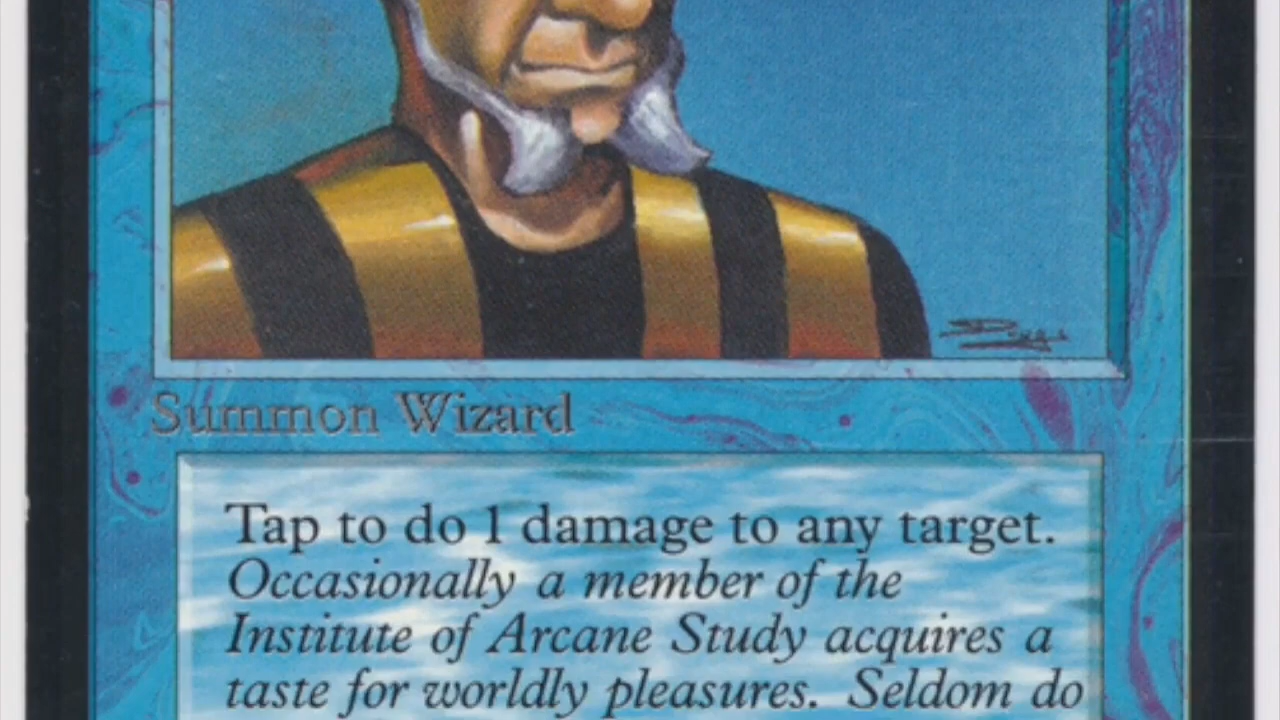 Summon Wizard
Tap to do 1 damage to any target.
Occasionally a member of the
Institute of Arcane Study acquires a
taste for worldly pleasures. Seldom do